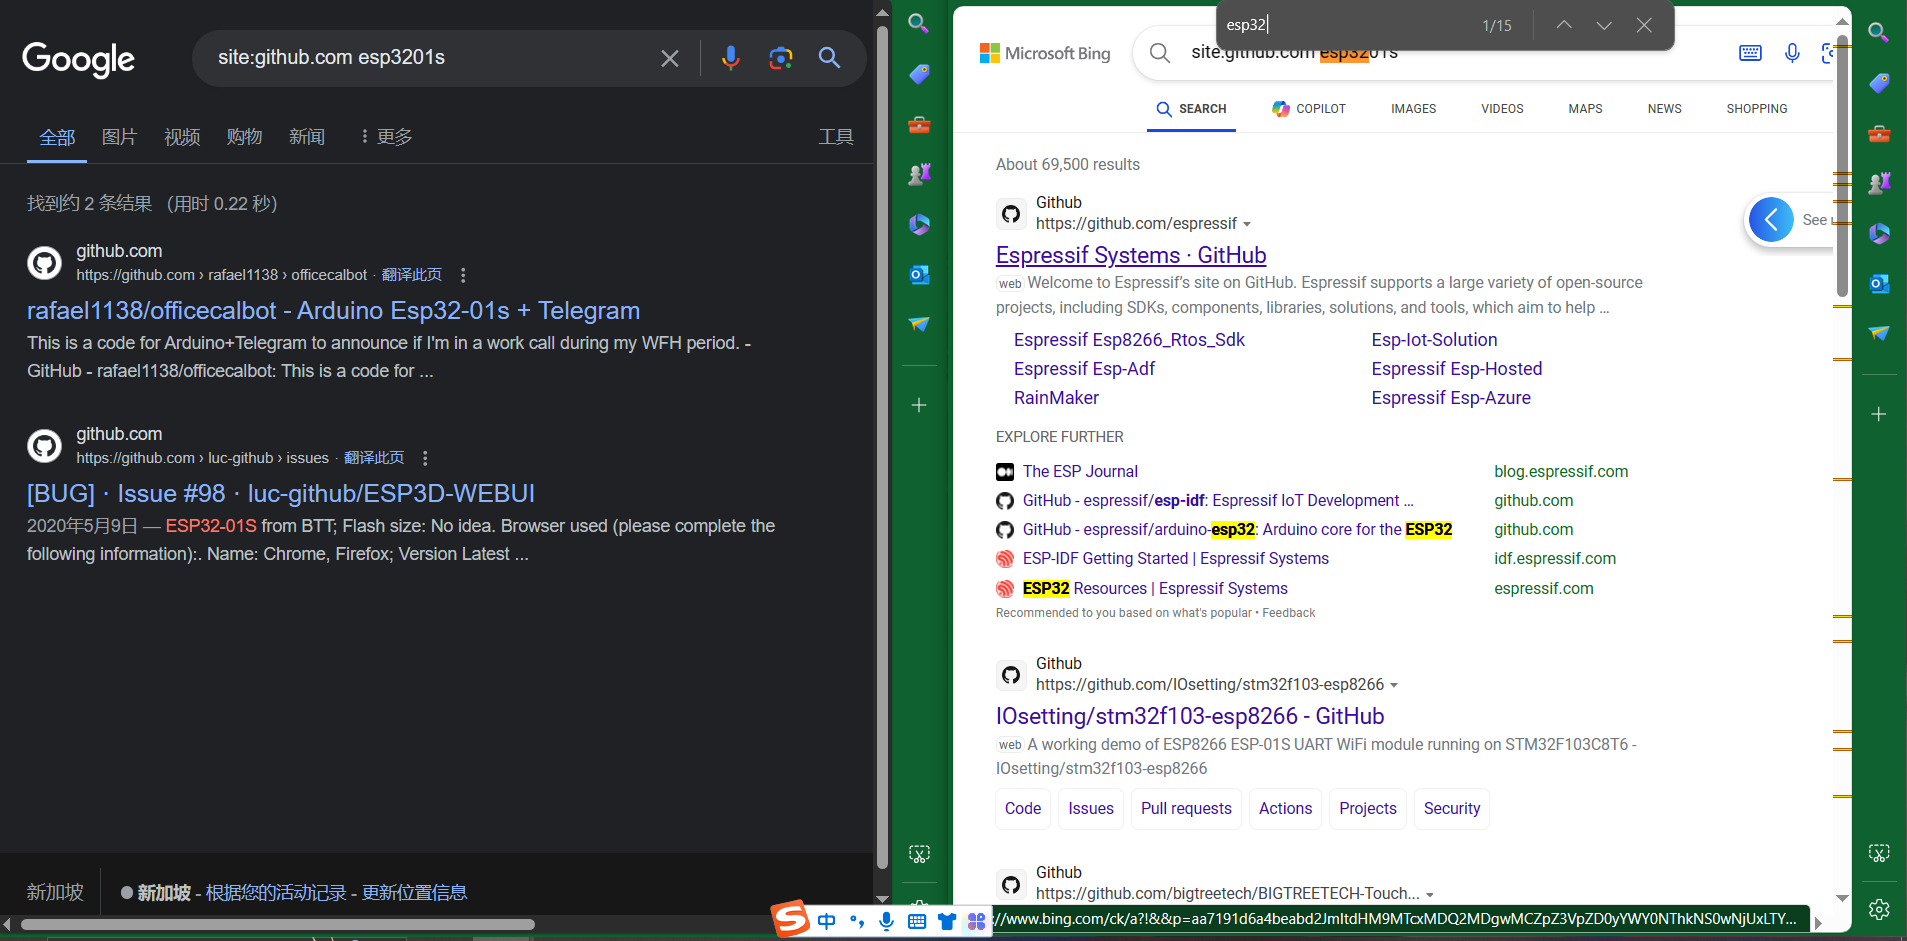 Google
site:github.com esp3201s
全部 图片 视频 购物 新闻 更多 工具
找到约 2 条结果 (用时 0.22 秒)
github.com
https://github.com › rafael1138 › officecalbot · 翻译此页
rafael1138/officecalbot - Arduino Esp32-01s + Telegram
This is a code for Arduino+Telegram to announce if I'm in a work call during my WFH period. -
GitHub - rafael1138/officecalbot: This is a code for ...
github.com
https://github.com › luc-github › issues · 翻译此页
[BUG] · Issue #98 · luc-github/ESP3D-WEBUI
2020年5月9日 — ESP32-01S from BTT; Flash size: No idea. Browser used (please complete the
following information):. Name: Chrome, Firefox; Version Latest ...
新加坡
新加坡 - 根据您的活动记录 - 更新位置信息
中
esp32 1/15
Microsoft Bing
site:github.com esp3201s
SEARCH COPILOT IMAGES VIDEOS MAPS NEWS SHOPPING
About 69,500 results
Github
https://github.com/espressif
See
Espressif Systems · GitHub
web Welcome to Espressif's site on GitHub. Espressif supports a large variety of open-source
projects, including SDKs, components, libraries, solutions, and tools, which aim to help ...
Espressif Esp8266_Rtos_Sdk Esp-Iot-Solution
Espressif Esp-Adf Espressif Esp-Hosted
RainMaker Espressif Esp-Azure
EXPLORE FURTHER
The ESP Journal blog.espressif.com
GitHub - espressif/esp-idf: Espressif IoT Development ... github.com
GitHub - espressif/arduino-esp32: Arduino core for the ESP32 github.com
ESP-IDF Getting Started | Espressif Systems idf.espressif.com
ESP32 Resources | Espressif Systems espressif.com
Recommended to you based on what's popular • Feedback
Github
https://github.com/IOsetting/stm32f103-esp8266
IOsetting/stm32f103-esp8266 - GitHub
web A working demo of ESP8266 ESP-01S UART WiFi module running on STM32F103C8T6 -
IOsetting/stm32f103-esp8266
Code Issues Pull requests Actions Projects Security
Github
https://github.com/bigtreetech/BIGTREETECH-Touch...
://www.bing.com/ck/a?!&&p=aa7191d6a4beabd2JmltdHM9MTcxMDQ2MDgwMCZpZ3VpZD0yYWY0NThkNS0wNjUxLTY...